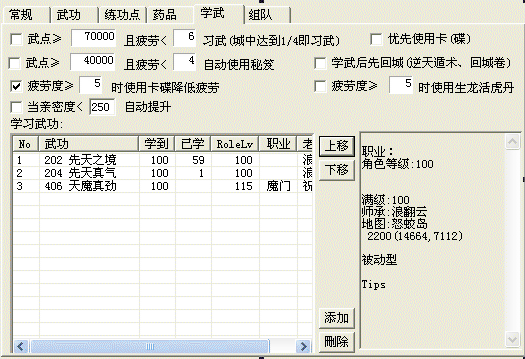 常规 武功 练功点 药品 学武 组队
武点≥ 70000 且疲劳< 6 习武(城中达到1/4即习武) 优先使用卡(碟)
武点≥ 40000 且疲劳< 4 自动使用秘笈 学武后先回城(逆天遁术、回城卷)
疲劳度≥ 5 时使用卡碟降低疲劳 疲劳度≥ 5 时使用生龙活虎丹
当亲密度< 250 自动提升
学习武功:
No 武功 学到 已学 RoleLv 职业 老
1 202 先天之境 100 59 100 浪
2 204 先天真气 100 1 100 浪
3 406 天魔真劲 100 115 魔门 祝
上移
下移
添加
删除
职业:
角色等级:100
满级:100
师承:浪翻云
地图:怒蛟岛
2200(14664,7112)
被动型
Tips